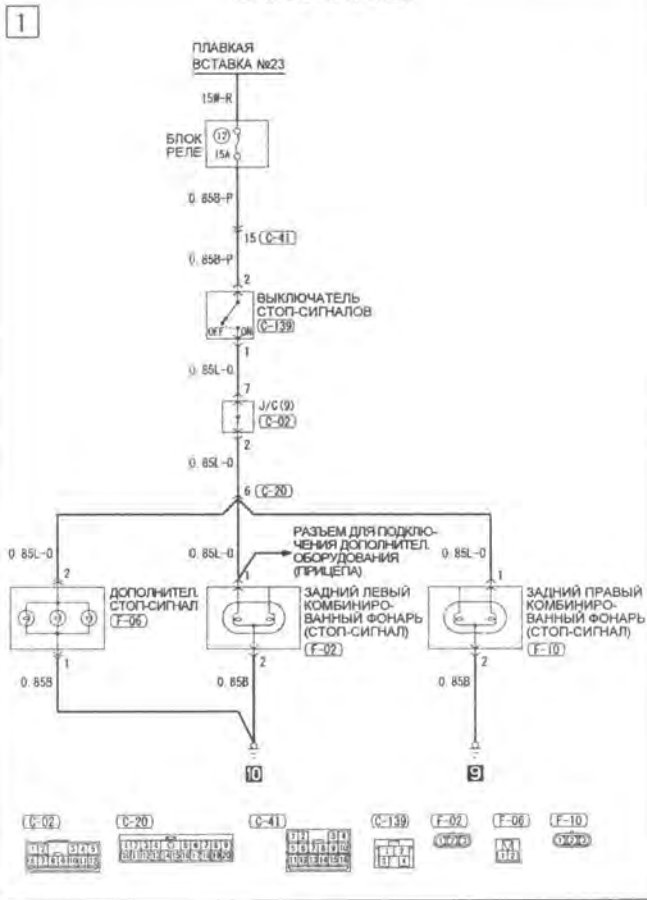 1
ПЛАВКАЯ
ВСТАВКА №23
15W-R
БЛОК
РЕЛЕ
12
15A
0.85B-P
15 (C-41)
0.85B-P
2
ВЫКЛЮЧАТЕЛЬ
СТОП-СИГНАЛОВ
(C-139)
OFF ON
1
0.85L-O
7
J/C(9)
(C-02)
2
0.85L-O
6 (C-20)
РАЗЪЕМ ДЛЯ ПОДКЛЮ-
ЧЕНИЯ ДОПОЛНИТЕЛ.
ОБОРУДОВАНИЯ
(ПРИЦЕПА)
0.85L-O
0.85L-O
0.85L-O
2
1
1
ДОПОЛНИТЕЛ.
СТОП-СИГНАЛ
(F-06)
ЗАДНИЙ ЛЕВЫЙ
КОМБИНИРО-
ВАННЫЙ ФОНАРЬ
(СТОП-СИГНАЛ)
(F-02)
ЗАДНИЙ ПРАВЫЙ
КОМБИНИРО-
ВАННЫЙ ФОНАРЬ
(СТОП-СИГНАЛ)
(F-10)
1
2
2
0.85B
0.85B
0.85B
10
9
(C-02)
(C-20)
(C-41)
(C-139)
(F-02)
(F-06)
(F-10)